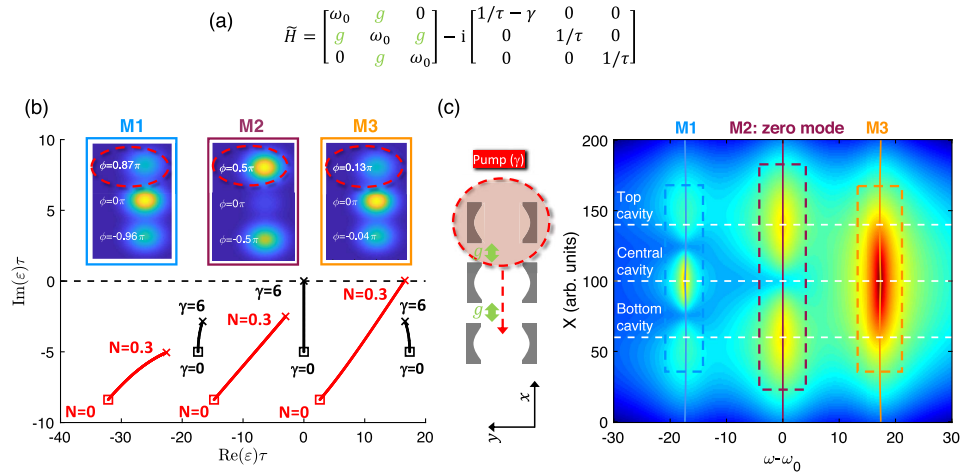 (a)
H̃ = [ω₀ g 0; g ω₀ g; 0 g ω₀] − i [1/τ − γ 0 0; 0 1/τ 0; 0 0 1/τ]
(b)
M1 M2 M3
ϕ=0.87π ϕ=0.5π ϕ=0.13π
ϕ=0π ϕ=0π ϕ=0π
ϕ=-0.96π ϕ=-0.5π ϕ=-0.04π
10
5
0
-5
-10
Im(ε)τ
γ=6 γ=6
N=0.3 N=0.3 N=0.3
γ=0 γ=0 γ=0
N=0 N=0 N=0
-40 -30 -20 -10 0 10 20
Re(ε)τ
(c)
Pump (γ)
g
g
x
y
M1 M2: zero mode M3
200
150
100
50
0
X (arb. units)
Top
cavity
Central
cavity
Bottom
cavity
-30 -20 -10 0 10 20 30
ω-ω₀